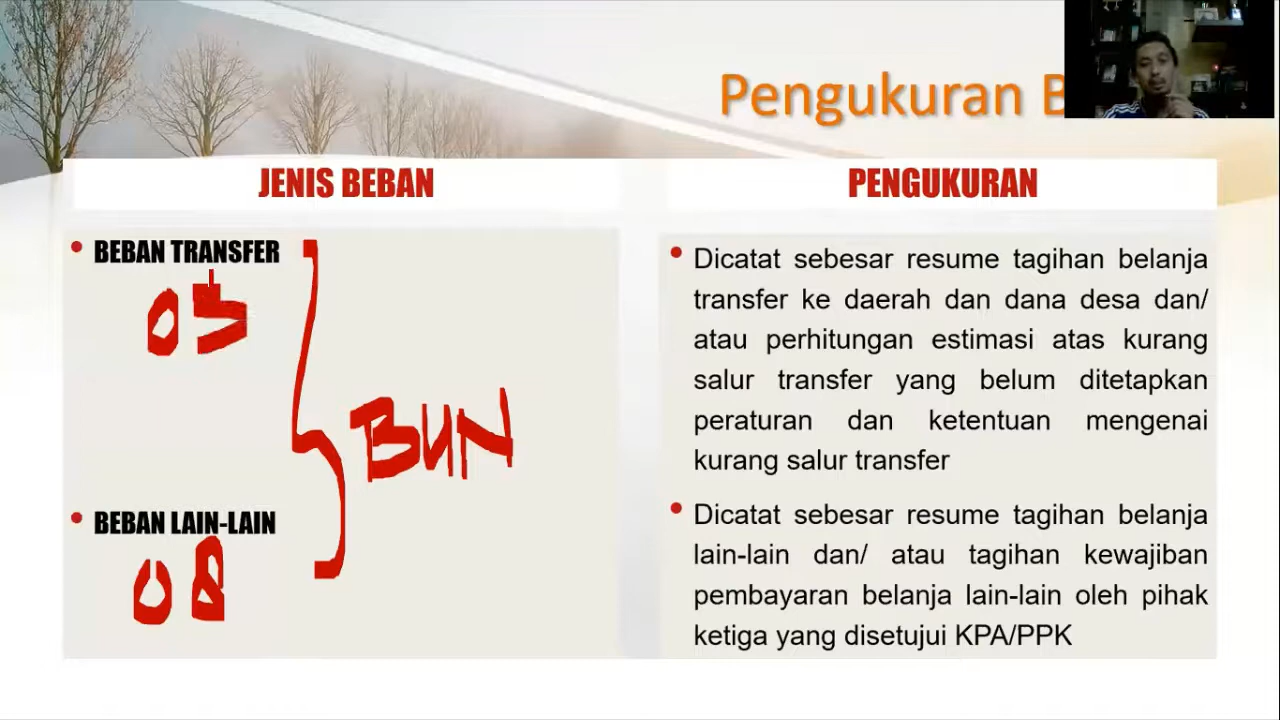 Pengukuran B
JENIS BEBAN
PENGUKURAN
• BEBAN TRANSFER
05
BUN
• BEBAN LAIN-LAIN
08
• Dicatat sebesar resume tagihan belanja
transfer ke daerah dan dana desa dan/
atau perhitungan estimasi atas kurang
salur transfer yang belum ditetapkan
peraturan dan ketentuan mengenai
kurang salur transfer
• Dicatat sebesar resume tagihan belanja
lain-lain dan/ atau tagihan kewajiban
pembayaran belanja lain-lain oleh pihak
ketiga yang disetujui KPA/PPK